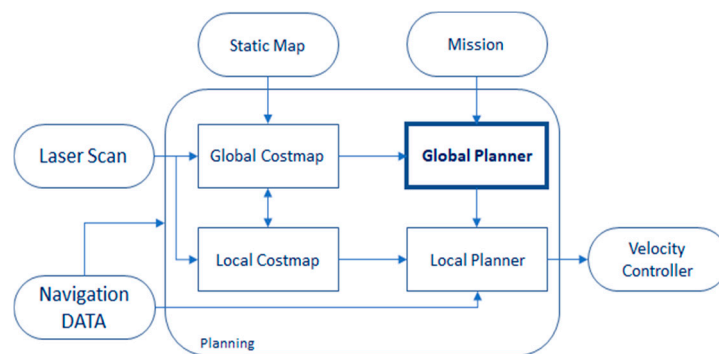 Static Map
Mission
Laser Scan
Global Costmap
Global Planner
Local Costmap
Local Planner
Velocity
Controller
Navigation
DATA
Planning